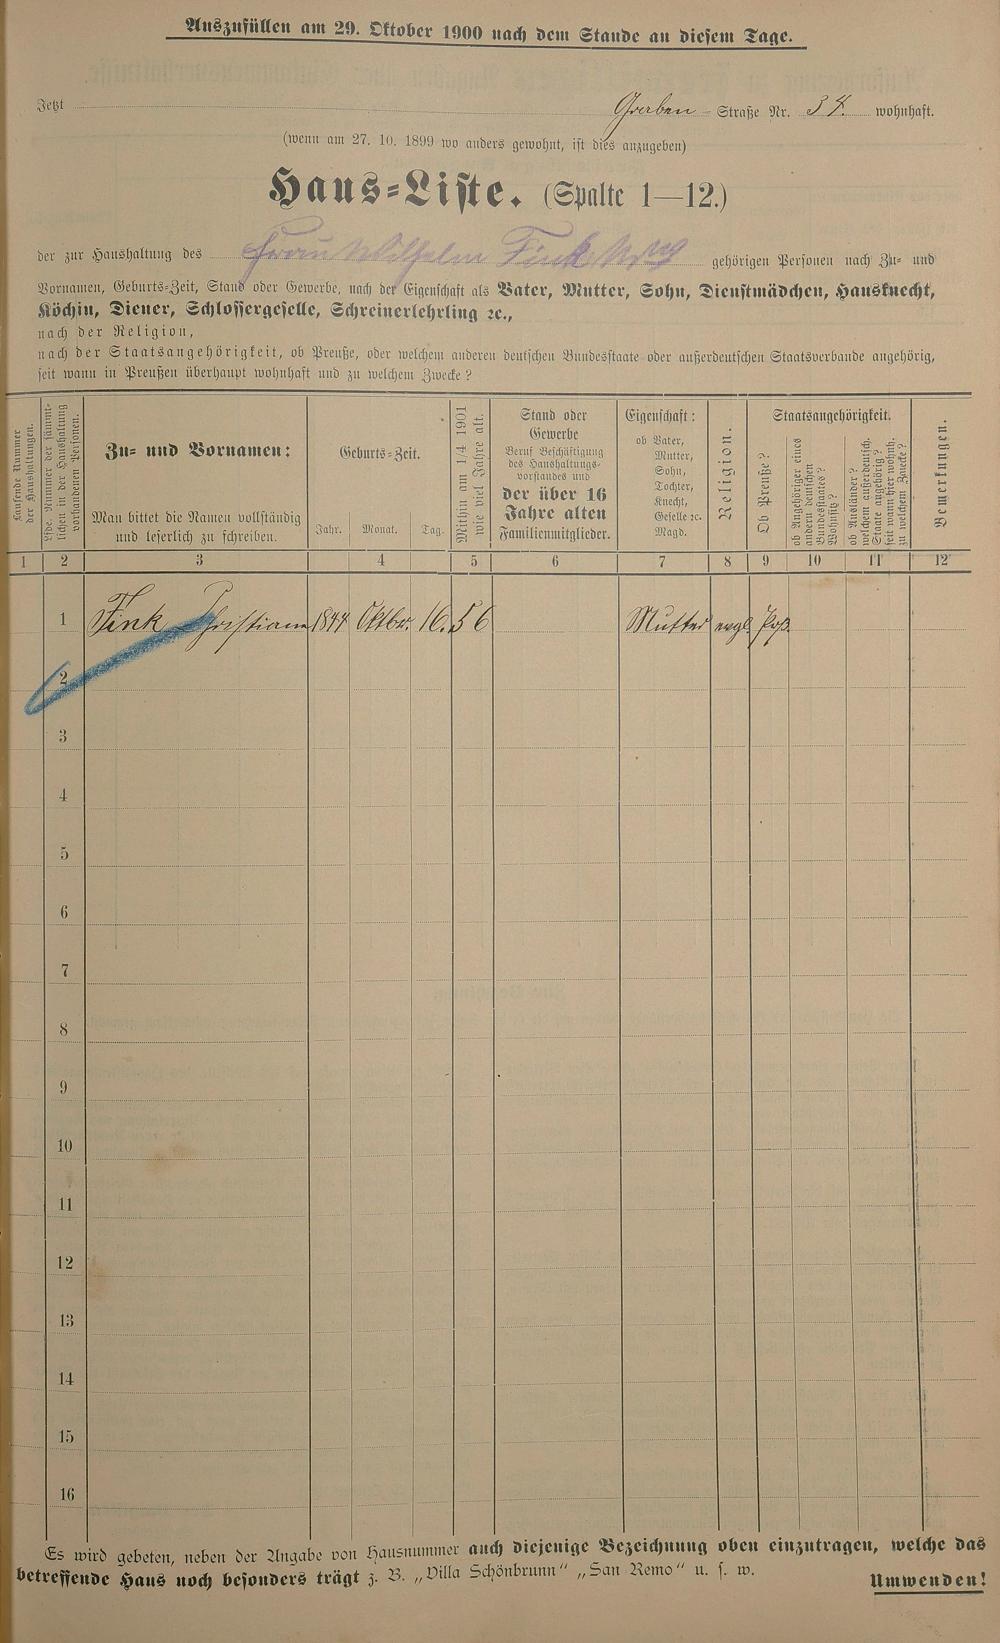 Auszufüllen am 29. Oktober 1900 nach dem Stande an diesem Tage.
Jetzt Graben - Straße Nr. 34. wohnhaft.
(wenn am 27. 10. 1899 wo anders gewohnt, ist dies anzugeben)
Haus=Liste. (Spalte 1—12.)
der zur Haushaltung des Frau Wilhelm Fink Wwe gehörigen Personen nach Zu- und
Vornamen, Geburts-Zeit, Stand oder Gewerbe, nach der Eigenschaft als Vater, Mutter, Sohn, Dienstmädchen, Hausknecht,
Köchin, Diener, Schlossergeselle, Schreinerlehrling ꝛc.,
nach der Religion,
nach der Staatsangehörigkeit, ob Preuße, oder welchem anderen deutschen Bundesstaate oder außerdeutschen Staatsverbande angehörig,
seit wann in Preußen überhaupt wohnhaft und zu welchem Zwecke?
Laufende Nummer
der Haushaltungen.
Lfde. Nummer der sämmt-
lichen in der Haushaltung
vorhandenen Personen.
Zu= und Vornamen:
Man bittet die Namen vollständig
und leserlich zu schreiben.
Geburts-Zeit.
Jahr. Monat. Tag.
Mithin am 1/4 1901
wie viel Jahre alt.
Stand oder
Gewerbe
Beruf Beschäftigung
des Haushaltungs-
vorstandes und
der über 16
Jahre alten
Familienmitglieder.
Eigenschaft:
ob Vater,
Mutter,
Sohn,
Tochter,
Knecht,
Geselle ꝛc.
Magd.
Religion.
Staatsangehörigkeit.
Ob Preuße?
ob Angehöriger eines
andern deutschen
Bundesstaates?
Wohnsitz?
ob Ausländer?
welchem außerdeutsch.
Staate angehörig?
seit wann hier wohnh.
zu welchem Zwecke?
Bemerkungen.
1 2 3 4 5 6 7 8 9 10 11 12
1 Fink Christiane 1844 Oktbr. 16. 56 Mutter evgl. Prß.
2
3
4
5
6
7
8
9
10
11
12
13
14
15
16
Es wird gebeten, neben der Angabe von Hausnummer auch diejenige Bezeichnung oben einzutragen, welche das
betreffende Haus noch besonders trägt z. B. „Villa Schönbrunn" „San Remo" u. s. w.
Umwenden!